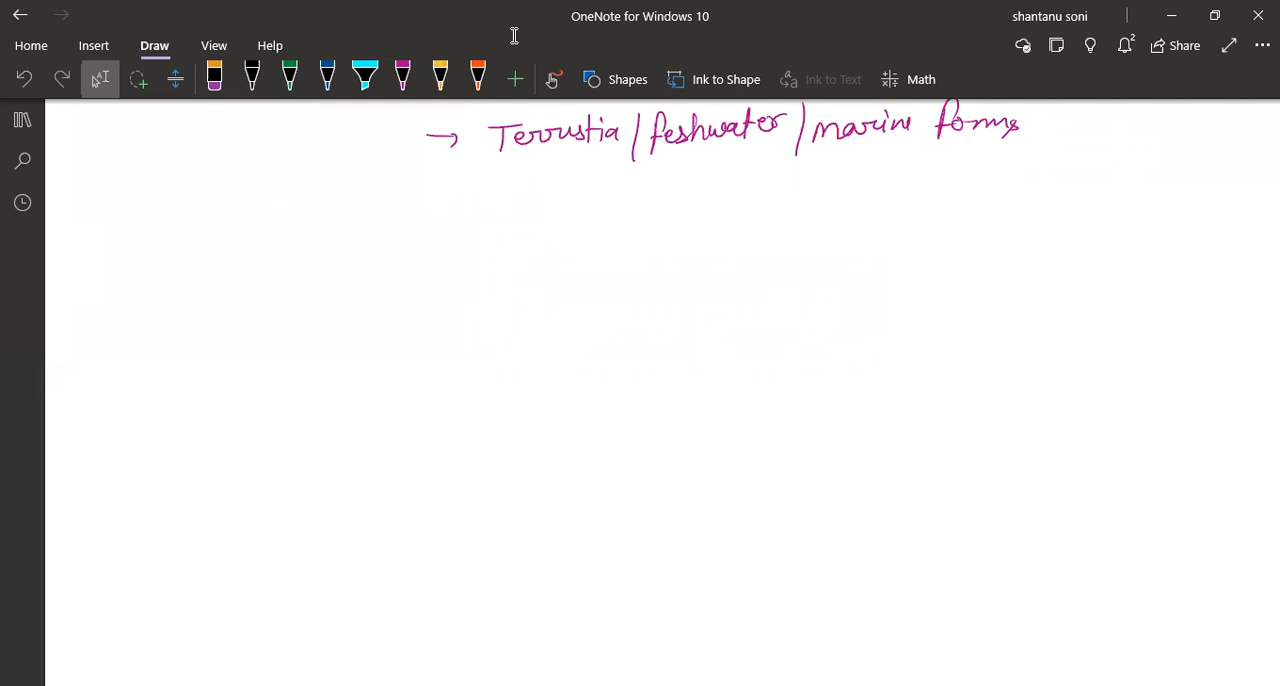 OneNote for Windows 10
shantanu soni
Home Insert Draw View Help
2
Share
Shapes
Ink to Shape
Ink to Text
Math
→ Terrustia / feshwater / marine forms